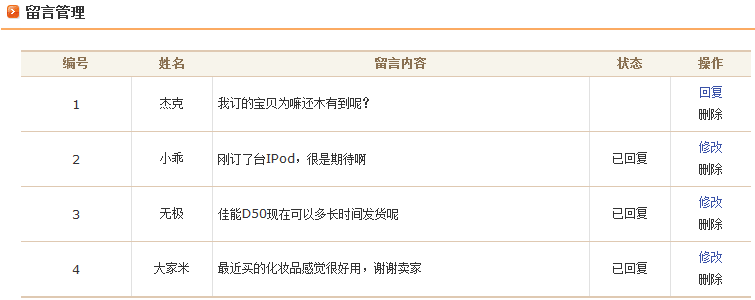 留言管理
编号 姓名 留言内容 状态 操作
1 杰克 我订的宝贝为嘛还木有到呢? 回复
删除
2 小乖 刚订了台IPod，很是期待啊 已回复 修改
删除
3 无极 佳能D50现在可以多长时间发货呢 已回复 修改
删除
4 大家米 最近买的化妆品感觉很好用，谢谢卖家 已回复 修改
删除